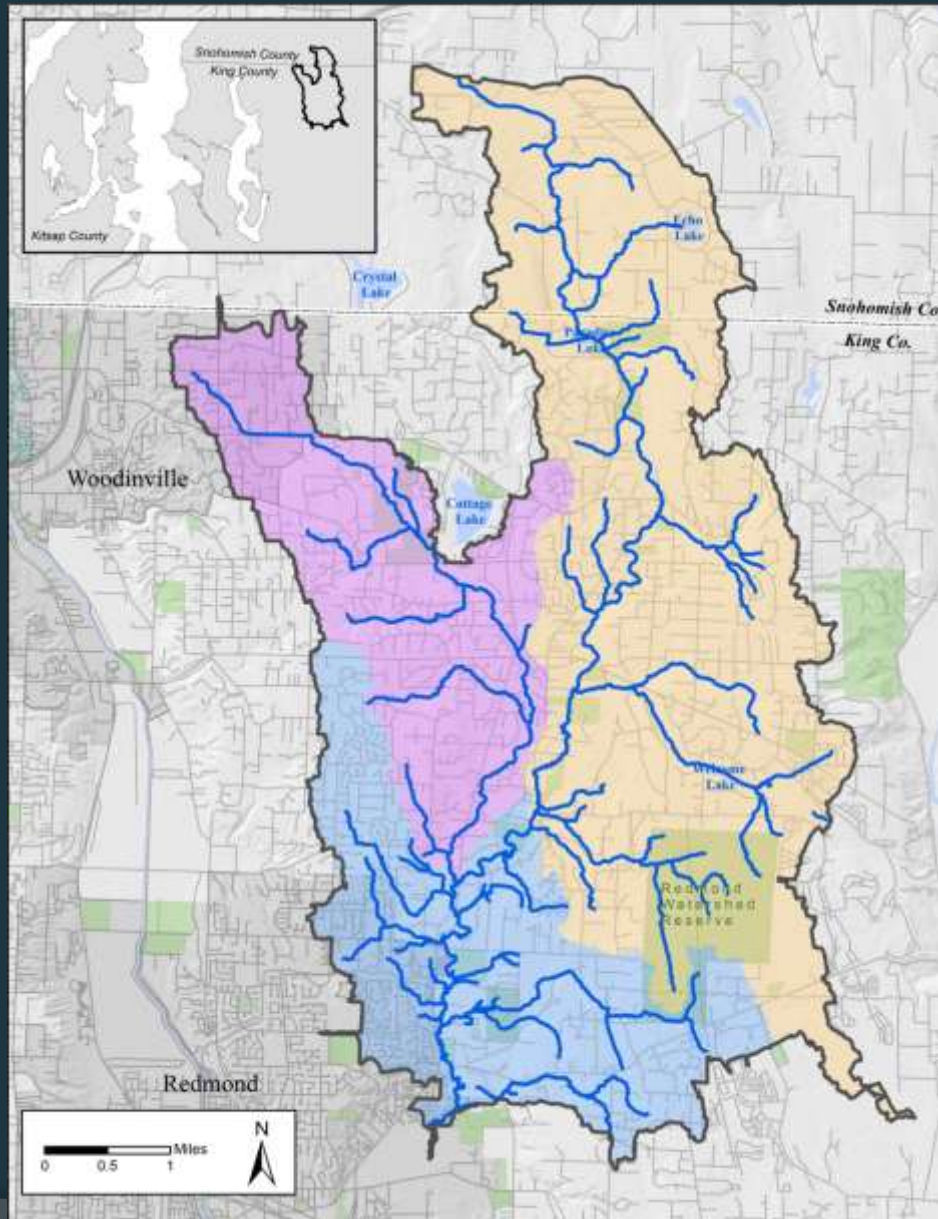 Snohomish County
King County
Kitsap County
Echo
Lake
Crystal
Lake
Snohomish Co
King Co.
Lake
Woodinville
Cottage
Lake
Welcome
Lake
Redmond
Watershed
Reserve
Redmond
N
Miles
0 0.5 1